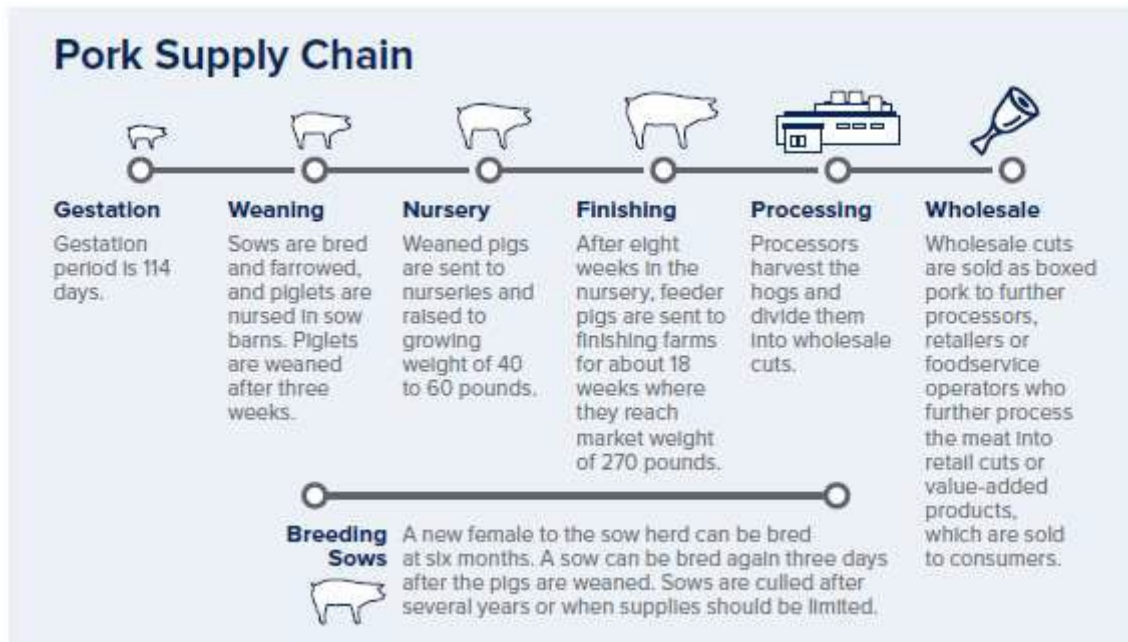 Pork Supply Chain
Gestation
Gestation
period is 114
days.
Weaning
Sows are bred
and farrowed,
and piglets are
nursed in sow
barns. Piglets
are weaned
after three
weeks.
Nursery
Weaned pigs
are sent to
nurseries and
raised to
growing
weight of 40
to 60 pounds.
Finishing
After eight
weeks in the
nursery, feeder
pigs are sent to
finishing farms
for about 18
weeks where
they reach
market weight
of 270 pounds.
Processing
Processors
harvest the
hogs and
divide them
into wholesale
cuts.
Wholesale
Wholesale cuts
are sold as boxed
pork to further
processors,
retailers or
foodservice
operators who
further process
the meat into
retail cuts or
value-added
products,
which are sold
to consumers.
Breeding
Sows
A new female to the sow herd can be bred
at six months. A sow can be bred again three days
after the pigs are weaned. Sows are culled after
several years or when supplies should be limited.